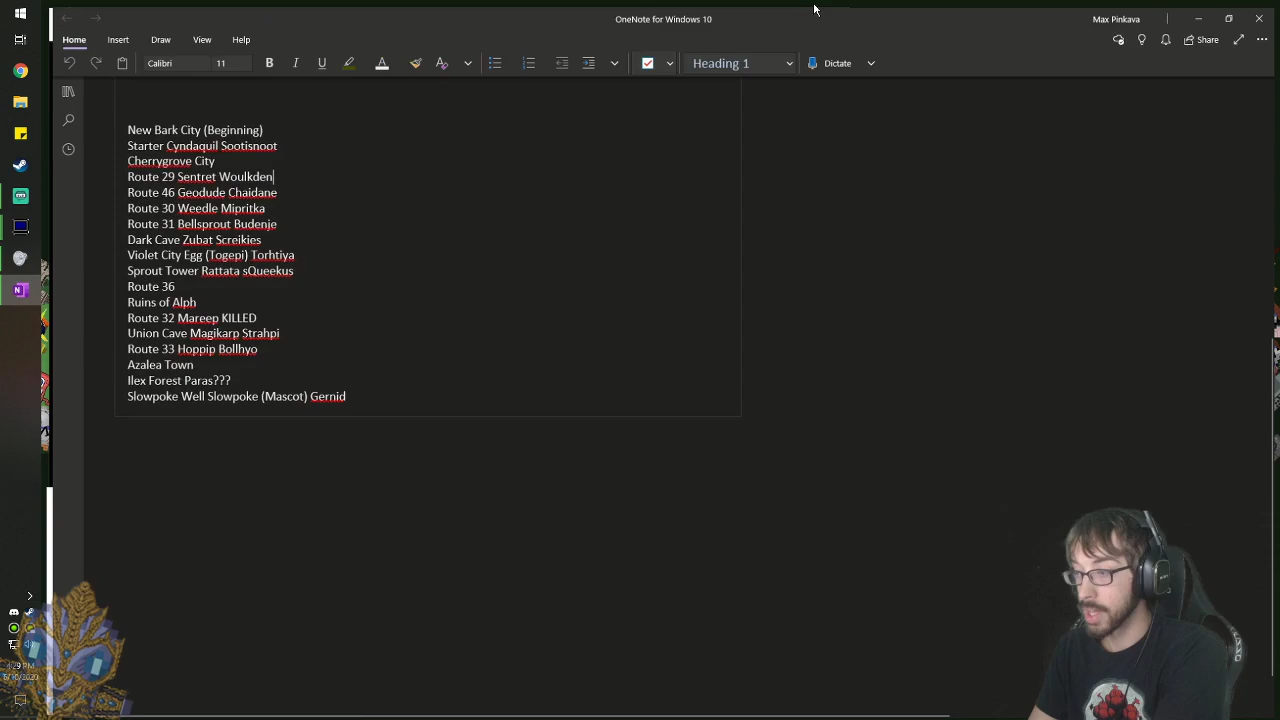 OneNote for Windows 10
Max Pinkava
Home Insert Draw View Help
Share
Calibri 11 Heading 1 Dictate
New Bark City (Beginning)
Starter Cyndaquil Sootisnoot
Cherrygrove City
Route 29 Sentret Woulkden
Route 46 Geodude Chaidane
Route 30 Weedle Mipritka
Route 31 Bellsprout Budenje
Dark Cave Zubat Screikies
Violet City Egg (Togepi) Torhtiya
Sprout Tower Rattata sQueekus
Route 36
Ruins of Alph
Route 32 Mareep KILLED
Union Cave Magikarp Strahpi
Route 33 Hoppip Bollhyo
Azalea Town
Ilex Forest Paras???
Slowpoke Well Slowpoke (Mascot) Gernid